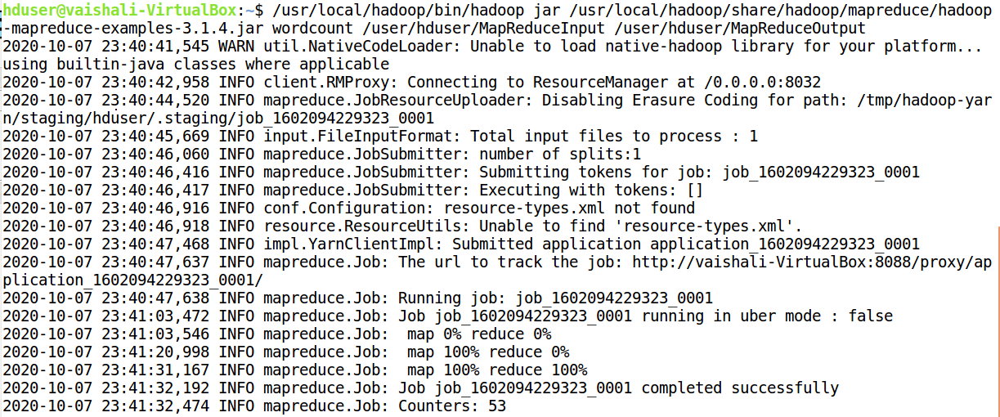 hduser@vaishali-VirtualBox:~$ /usr/local/hadoop/bin/hadoop jar /usr/local/hadoop/share/hadoop/mapreduce/hadoop
-mapreduce-examples-3.1.4.jar wordcount /user/hduser/MapReduceInput /user/hduser/MapReduceOutput
2020-10-07 23:40:41,545 WARN util.NativeCodeLoader: Unable to load native-hadoop library for your platform...
using builtin-java classes where applicable
2020-10-07 23:40:42,958 INFO client.RMProxy: Connecting to ResourceManager at /0.0.0.0:8032
2020-10-07 23:40:44,520 INFO mapreduce.JobResourceUploader: Disabling Erasure Coding for path: /tmp/hadoop-yar
n/staging/hduser/.staging/job_1602094229323_0001
2020-10-07 23:40:45,669 INFO input.FileInputFormat: Total input files to process : 1
2020-10-07 23:40:46,060 INFO mapreduce.JobSubmitter: number of splits:1
2020-10-07 23:40:46,416 INFO mapreduce.JobSubmitter: Submitting tokens for job: job_1602094229323_0001
2020-10-07 23:40:46,417 INFO mapreduce.JobSubmitter: Executing with tokens: []
2020-10-07 23:40:46,916 INFO conf.Configuration: resource-types.xml not found
2020-10-07 23:40:46,918 INFO resource.ResourceUtils: Unable to find 'resource-types.xml'.
2020-10-07 23:40:47,468 INFO impl.YarnClientImpl: Submitted application application_1602094229323_0001
2020-10-07 23:40:47,637 INFO mapreduce.Job: The url to track the job: http://vaishali-VirtualBox:8088/proxy/ap
plication_1602094229323_0001/
2020-10-07 23:40:47,638 INFO mapreduce.Job: Running job: job_1602094229323_0001
2020-10-07 23:41:03,472 INFO mapreduce.Job: Job job_1602094229323_0001 running in uber mode : false
2020-10-07 23:41:03,546 INFO mapreduce.Job:  map 0% reduce 0%
2020-10-07 23:41:20,998 INFO mapreduce.Job:  map 100% reduce 0%
2020-10-07 23:41:31,167 INFO mapreduce.Job:  map 100% reduce 100%
2020-10-07 23:41:32,192 INFO mapreduce.Job: Job job_1602094229323_0001 completed successfully
2020-10-07 23:41:32,474 INFO mapreduce.Job: Counters: 53